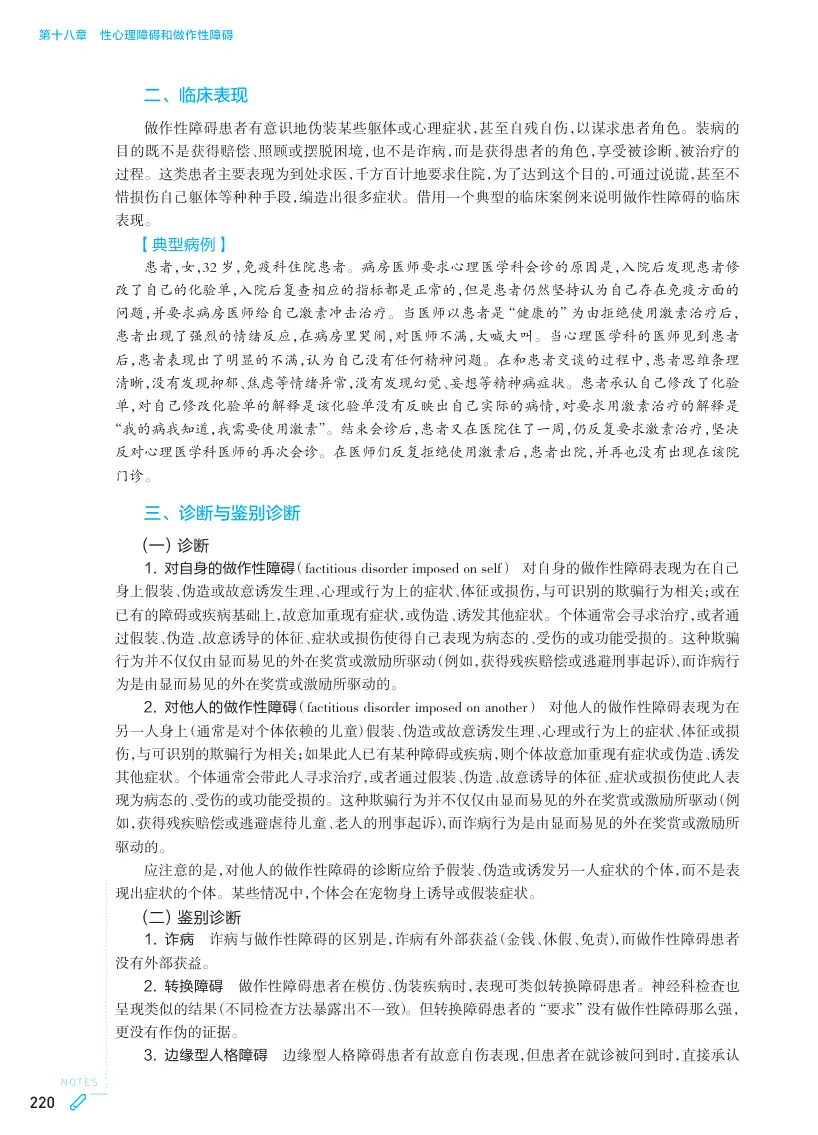 第十八章 性心理障碍和做作性障碍
二、临床表现
做作性障碍患者有意识地伪装某些躯体或心理症状,甚至自残自伤,以谋求患者角色。装病的
目的既不是获得赔偿、照顾或摆脱困境,也不是诈病,而是获得患者的角色,享受被诊断、被治疗的
过程。这类患者主要表现为到处求医,千方百计地要求住院,为了达到这个目的,可通过说谎,甚至不
惜损伤自己躯体等种种手段,编造出很多症状。借用一个典型的临床案例来说明做作性障碍的临床
表现。
【典型病例】
患者,女,32岁,免疫科住院患者。病房医师要求心理医学科会诊的原因是,入院后发现患者修
改了自己的化验单,入院后复查相应的指标都是正常的,但是患者仍然坚持认为自己存在免疫方面的
问题,并要求病房医师给自己激素冲击治疗。当医师以患者是“健康的”为由拒绝使用激素治疗后,
患者出现了强烈的情绪反应,在病房里哭闹,对医师不满,大喊大叫。当心理医学科的医师见到患者
后,患者表现出了明显的不满,认为自己没有任何精神问题。在和患者交谈的过程中,患者思维条理
清晰,没有发现抑郁、焦虑等情绪异常,没有发现幻觉、妄想等精神病症状。患者承认自己修改了化验
单,对自己修改化验单的解释是该化验单没有反映出自己实际的病情,对要求用激素治疗的解释是
“我的病我知道,我需要使用激素”。结束会诊后,患者又在医院住了一周,仍反复要求激素治疗,坚决
反对心理医学科医师的再次会诊。在医师们反复拒绝使用激素后,患者出院,并再也没有出现在该院
门诊。
三、诊断与鉴别诊断
(一)诊断
1. 对自身的做作性障碍(factitious disorder imposed on self) 对自身的做作性障碍表现为在自己
身上假装、伪造或故意诱发生理、心理或行为上的症状、体征或损伤,与可识别的欺骗行为相关;或在
已有的障碍或疾病基础上,故意加重现有症状,或伪造、诱发其他症状。个体通常会寻求治疗,或者通
过假装、伪造、故意诱导的体征、症状或损伤使得自己表现为病态的、受伤的或功能受损的。这种欺骗
行为并不仅仅由显而易见的外在奖赏或激励所驱动(例如,获得残疾赔偿或逃避刑事起诉),而诈病行
为是由显而易见的外在奖赏或激励所驱动的。
2. 对他人的做作性障碍(factitious disorder imposed on another) 对他人的做作性障碍表现为在
另一人身上(通常是对个体依赖的儿童)假装、伪造或故意诱发生理、心理或行为上的症状、体征或损
伤,与可识别的欺骗行为相关;如果此人已有某种障碍或疾病,则个体故意加重现有症状或伪造、诱发
其他症状。个体通常会带此人寻求治疗,或者通过假装、伪造、故意诱导的体征、症状或损伤使此人表
现为病态的、受伤的或功能受损的。这种欺骗行为并不仅仅由显而易见的外在奖赏或激励所驱动(例
如,获得残疾赔偿或逃避虐待儿童、老人的刑事起诉),而诈病行为是由显而易见的外在奖赏或激励所
驱动的。
应注意的是,对他人的做作性障碍的诊断应给予假装、伪造或诱发另一人症状的个体,而不是表
现出症状的个体。某些情况中,个体会在宠物身上诱导或假装症状。
(二)鉴别诊断
1. 诈病 诈病与做作性障碍的区别是,诈病有外部获益(金钱、休假、免责),而做作性障碍患者
没有外部获益。
2. 转换障碍 做作性障碍患者在模仿、伪装疾病时,表现可类似转换障碍患者。神经科检查也
呈现类似的结果(不同检查方法暴露出不一致)。但转换障碍患者的“要求”没有做作性障碍那么强,
更没有作伪的证据。
3. 边缘型人格障碍 边缘型人格障碍患者有故意自伤表现,但患者在就诊被问到时,直接承认
NOTES
220